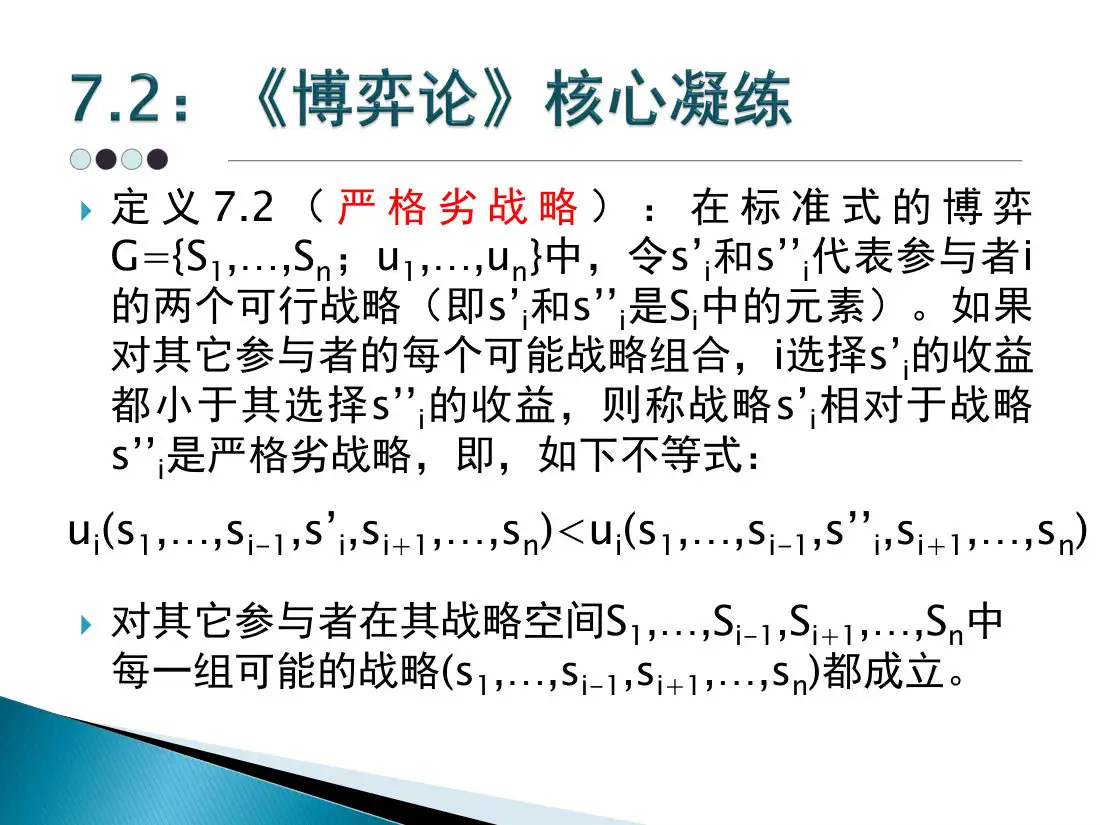 7.2：《博弈论》核心凝练
定义7.2（严格劣战略）：在标准式的博弈
G={S₁,…,Sₙ；u₁,…,uₙ}中，令s’ᵢ和s’’ᵢ代表参与者i
的两个可行战略（即s’ᵢ和s’’ᵢ是Sᵢ中的元素）。如果
对其它参与者的每个可能战略组合，i选择s’ᵢ的收益
都小于其选择s’’ᵢ的收益，则称战略s’ᵢ相对于战略
s’’ᵢ是严格劣战略，即，如下不等式：
uᵢ(s₁,…,sᵢ₋₁,s’ᵢ,sᵢ₊₁,…,sₙ)<uᵢ(s₁,…,sᵢ₋₁,s’’ᵢ,sᵢ₊₁,…,sₙ)
对其它参与者在其战略空间S₁,…,Sᵢ₋₁,Sᵢ₊₁,…,Sₙ中
每一组可能的战略(s₁,…,sᵢ₋₁,sᵢ₊₁,…,sₙ)都成立。